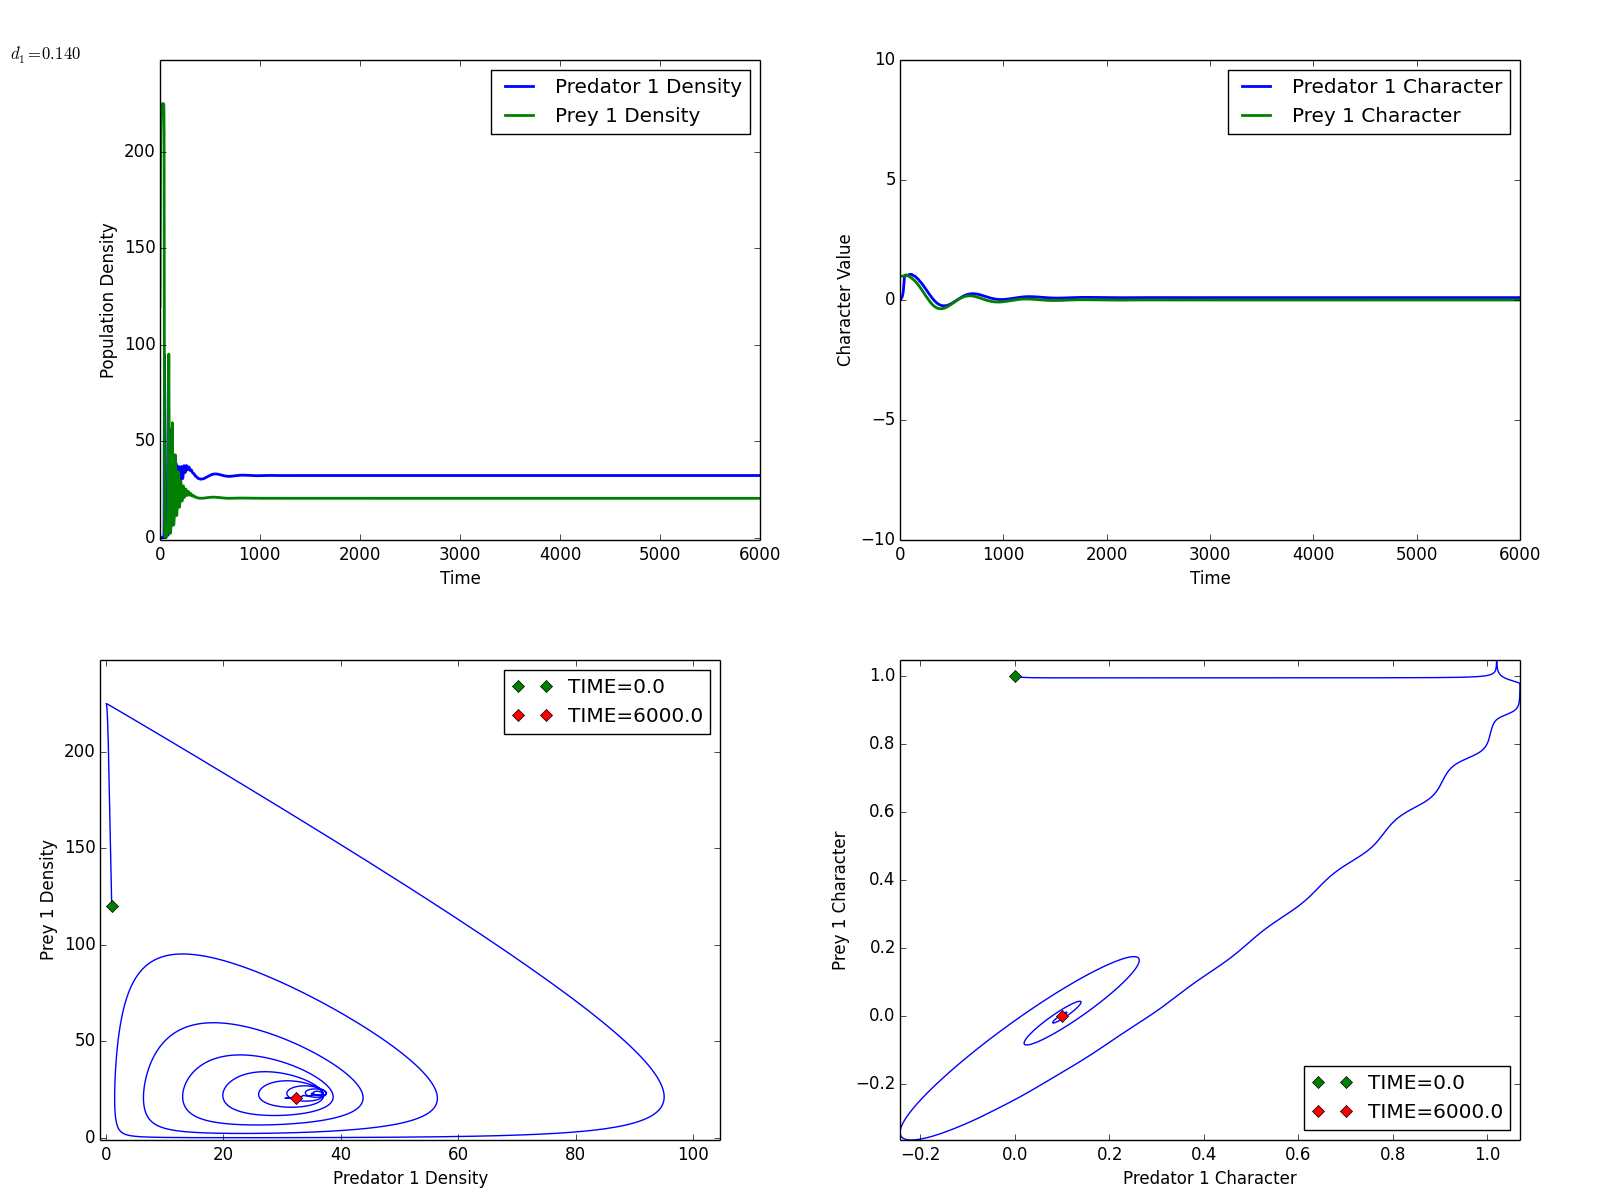 d₁=0.140
Predator 1 Density
Prey 1 Density
200
150
100
50
0
Population Density
0 1000 2000 3000 4000 5000 6000
Time
Predator 1 Character
Prey 1 Character
10
5
0
−5
−10
Character Value
0 1000 2000 3000 4000 5000 6000
Time
TIME=0.0
TIME=6000.0
200
150
100
50
0
Prey 1 Density
0 20 40 60 80 100
Predator 1 Density
1.0
0.8
0.6
0.4
0.2
0.0
−0.2
Prey 1 Character
TIME=0.0
TIME=6000.0
−0.2 0.0 0.2 0.4 0.6 0.8 1.0
Predator 1 Character